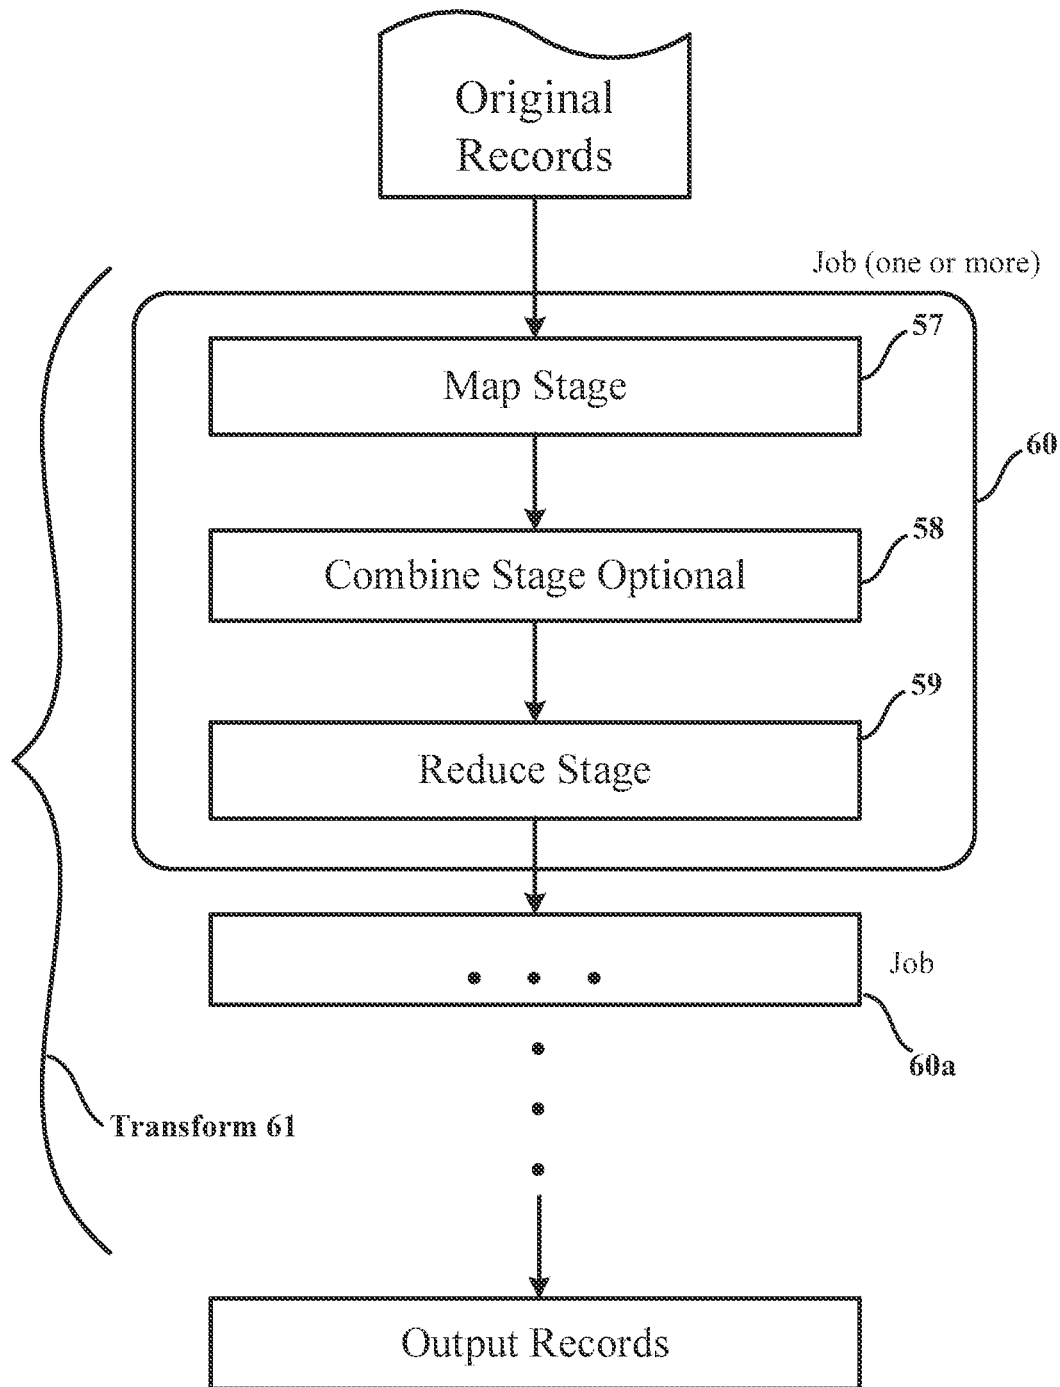 Original
Records
Job (one or more)
57
Map Stage
60
58
Combine Stage Optional
59
Reduce Stage
Job
60a
Transform 61
Output Records